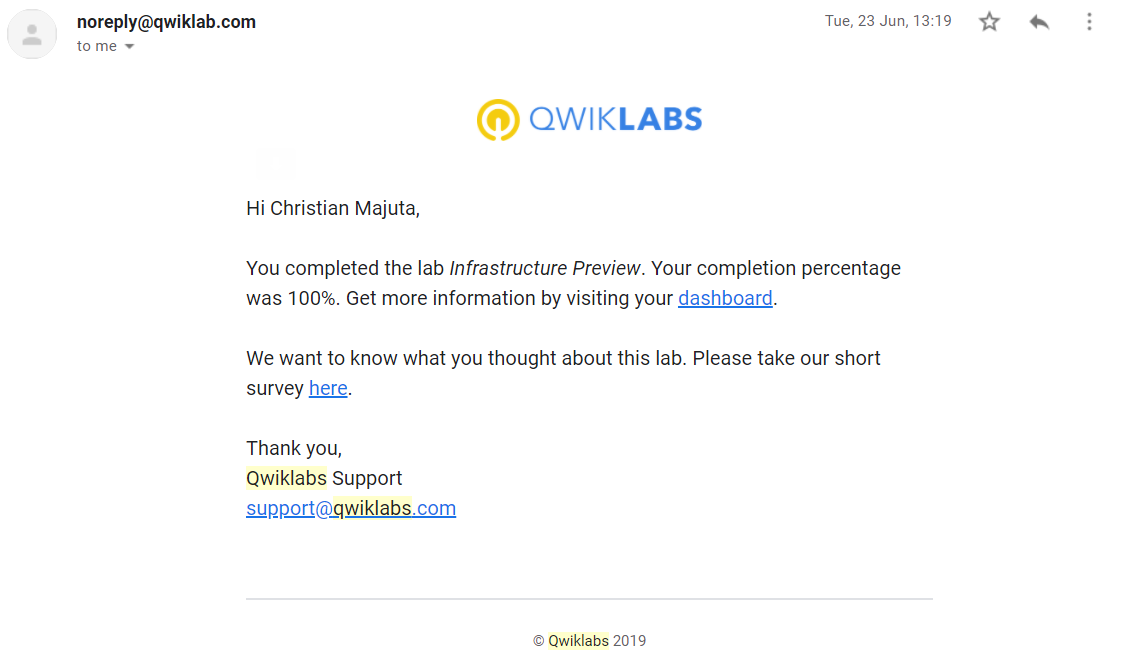 noreply@qwiklab.com
Tue, 23 Jun, 13:19
to me
QWIKLABS
Hi Christian Majuta,
You completed the lab Infrastructure Preview. Your completion percentage
was 100%. Get more information by visiting your dashboard.
We want to know what you thought about this lab. Please take our short
survey here.
Thank you,
Qwiklabs Support
support@qwiklabs.com
© Qwiklabs 2019